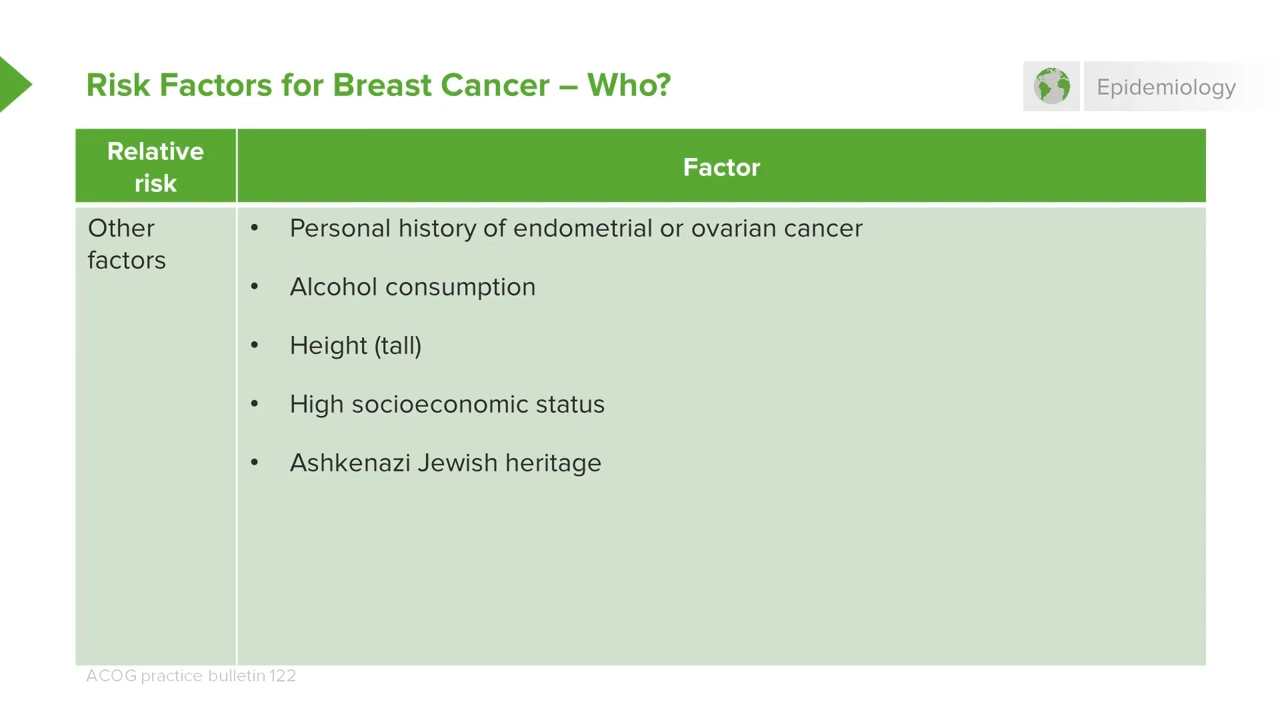 Risk Factors for Breast Cancer – Who?
Epidemiology
Relative
risk
Factor
Other
factors
• Personal history of endometrial or ovarian cancer
• Alcohol consumption
• Height (tall)
• High socioeconomic status
• Ashkenazi Jewish heritage
ACOG practice bulletin 122